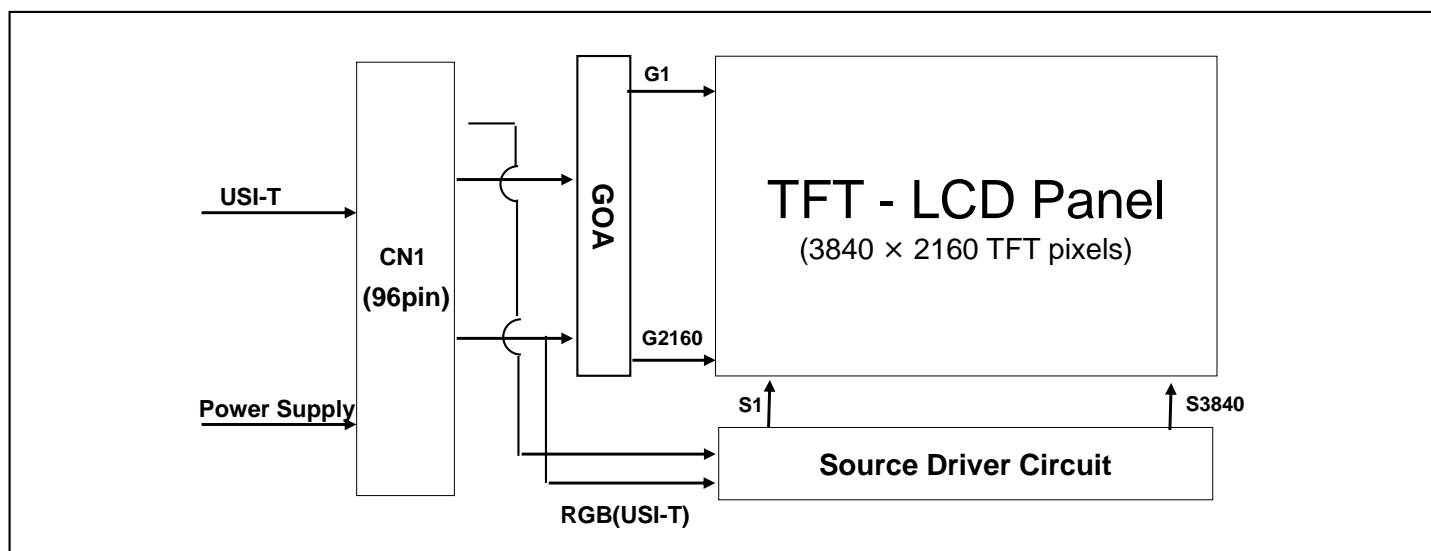 G1
USI-T
GOA
TFT - LCD Panel
(3840 × 2160 TFT pixels)
CN1
(96pin)
G2160
Power Supply
S1
S3840
Source Driver Circuit
RGB(USI-T)